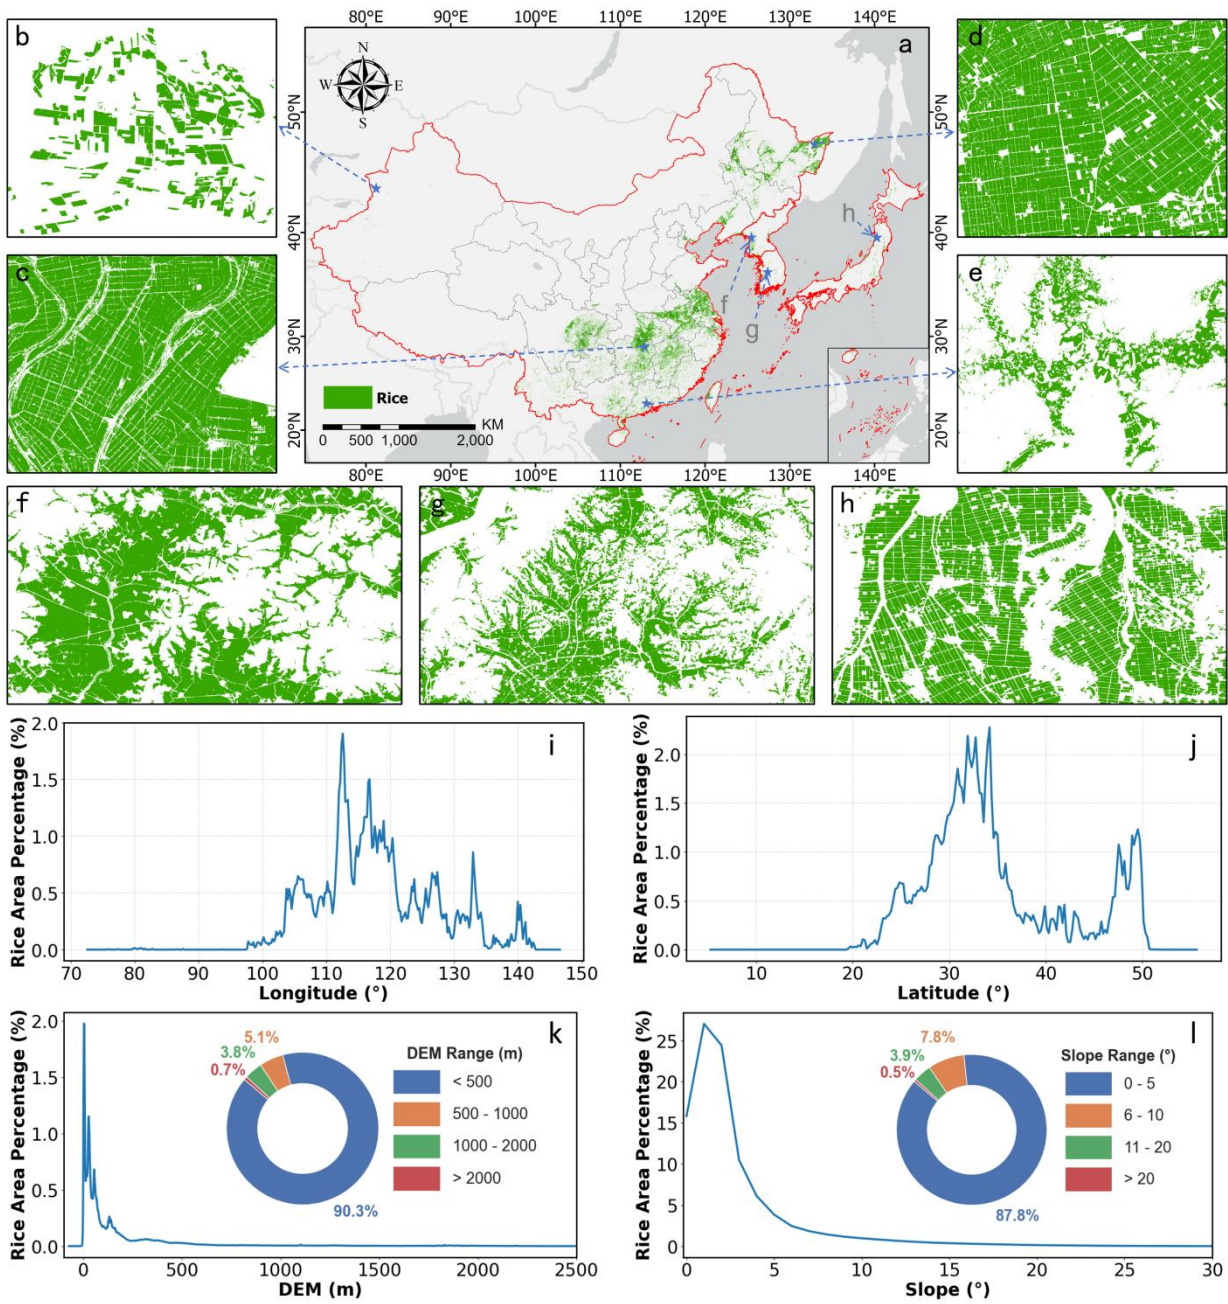 80°E 90°E 100°E 110°E 120°E 130°E 140°E
b
a
d
N
W E
S
50°N
40°N
30°N
20°N
50°N
40°N
30°N
20°N
h
f
g
c
e
Rice
KM
0 500 1,000 2,000
80°E 90°E 100°E 110°E 120°E 130°E 140°E
f
g
h
i
Rice Area Percentage (%)
2.0
1.5
1.0
0.5
0.0
70 80 90 100 110 120 130 140 150
Longitude (°)
j
Rice Area Percentage (%)
2.0
1.5
1.0
0.5
0.0
10 20 30 40 50
Latitude (°)
k
Rice Area Percentage (%)
2.0
1.5
1.0
0.5
0.0
5.1%
3.8%
0.7%
90.3%
DEM Range (m)
< 500
500 - 1000
1000 - 2000
> 2000
0 500 1000 1500 2000 2500
DEM (m)
l
Rice Area Percentage (%)
25
20
15
10
5
0
7.8%
3.9%
0.5%
87.8%
Slope Range (°)
0 - 5
6 - 10
11 - 20
> 20
0 5 10 15 20 25 30
Slope (°)